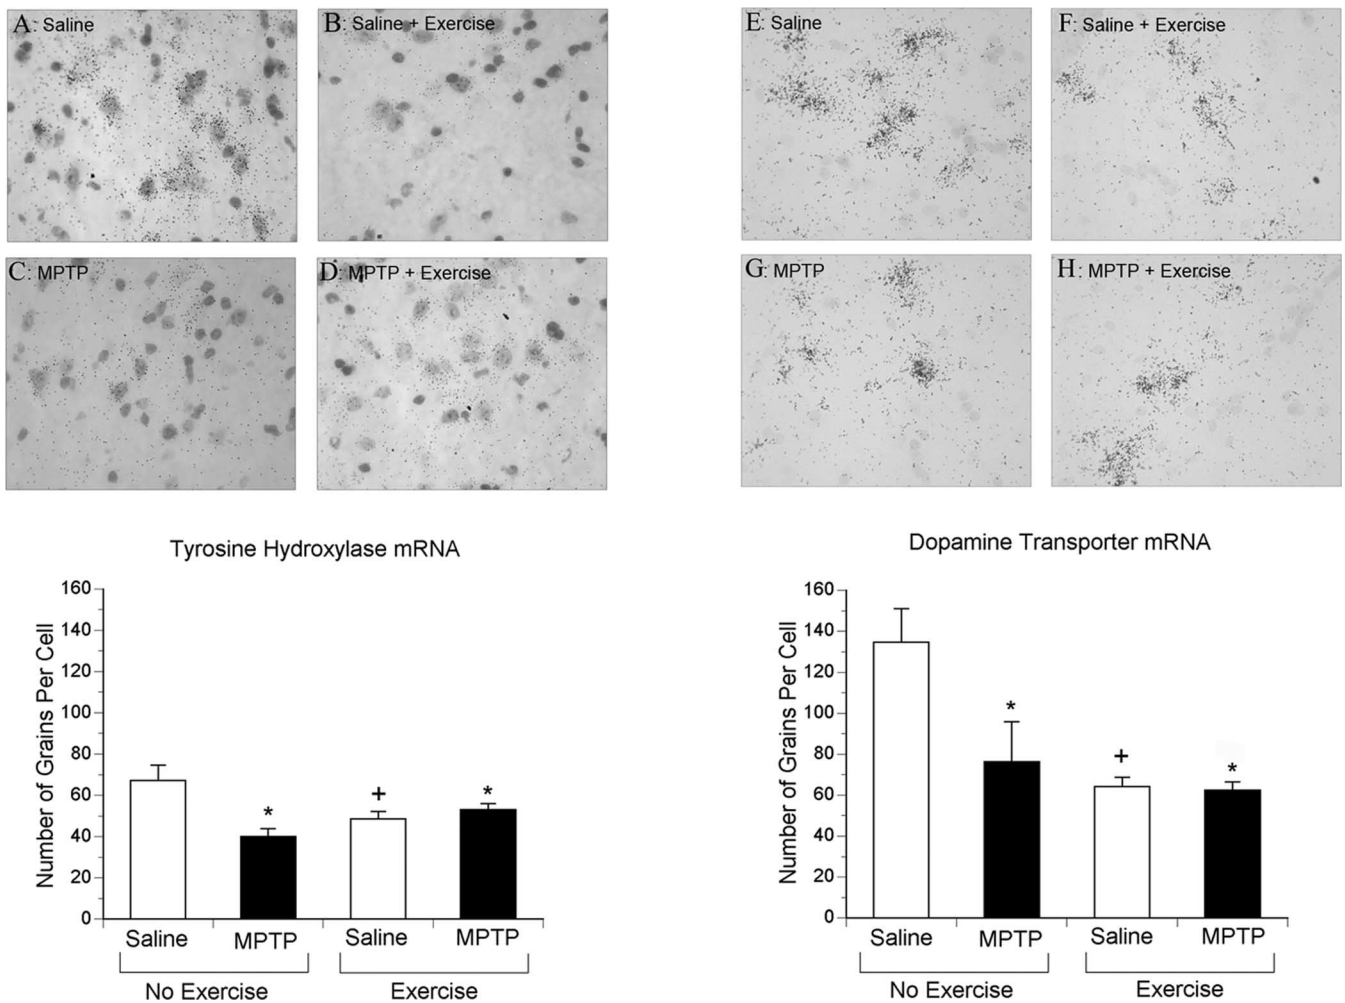 A: Saline
B: Saline + Exercise
C: MPTP
D: MPTP + Exercise
E: Saline
F: Saline + Exercise
G: MPTP
H: MPTP + Exercise
Tyrosine Hydroxylase mRNA
Number of Grains Per Cell
160
140
120
100
80
60
40
20
0
*
+
*
Saline
MPTP
Saline
MPTP
No Exercise
Exercise
Dopamine Transporter mRNA
Number of Grains Per Cell
160
140
120
100
80
60
40
20
0
*
+
*
Saline
MPTP
Saline
MPTP
No Exercise
Exercise